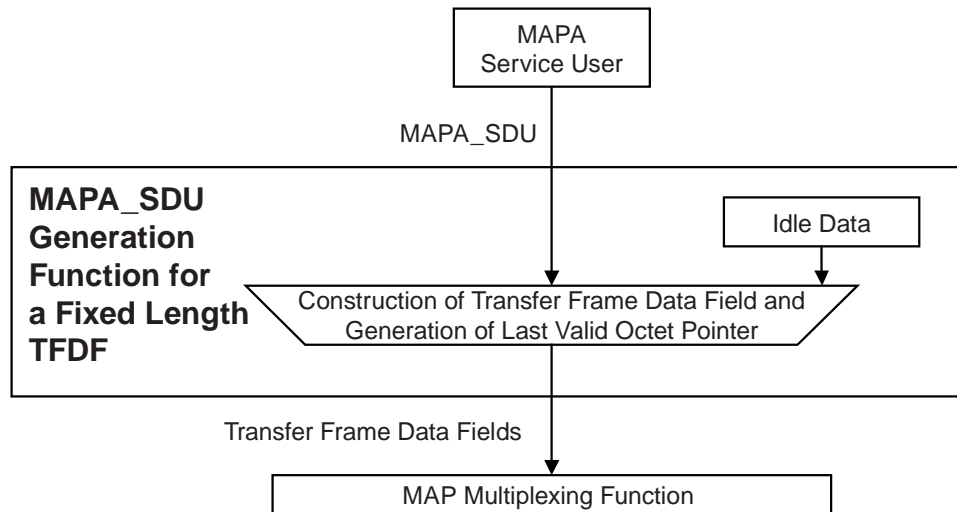 MAPA
Service User
MAPA_SDU
MAPA_SDU
Generation
Function for
a Fixed Length
TFDF
Idle Data
Construction of Transfer Frame Data Field and
Generation of Last Valid Octet Pointer
Transfer Frame Data Fields
MAP Multiplexing Function